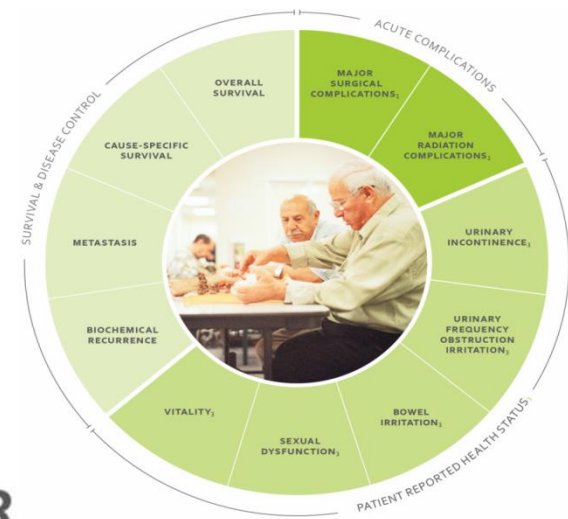 ACUTE COMPLICATIONS
MAJOR
SURGICAL
COMPLICATIONS₁
MAJOR
RADIATION
COMPLICATIONS₂
PATIENT REPORTED HEALTH STATUS₃
URINARY
INCONTINENCE₃
URINARY
FREQUENCY
OBSTRUCTION
IRRITATION₃
BOWEL
IRRITATION₃
SEXUAL
DYSFUNCTION₃
VITALITY₃
SURVIVAL & DISEASE CONTROL
BIOCHEMICAL
RECURRENCE
METASTASIS
CAUSE-SPECIFIC
SURVIVAL
OVERALL
SURVIVAL
R